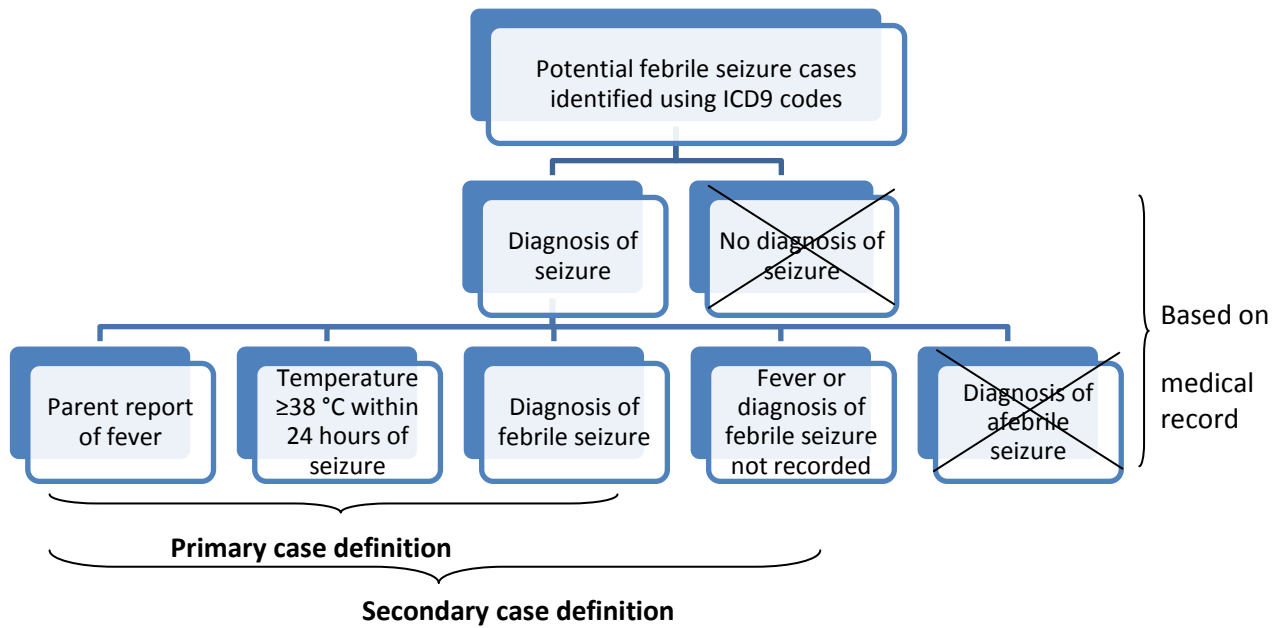 Potential febrile seizure cases
identified using ICD9 codes
Diagnosis of
seizure
No diagnosis of
seizure
Based on
medical
record
Parent report
of fever
Temperature
≥38 °C within
24 hours of
seizure
Diagnosis of
febrile seizure
Fever or
diagnosis of
febrile seizure
not recorded
Diagnosis of
afebrile
seizure
Primary case definition
Secondary case definition